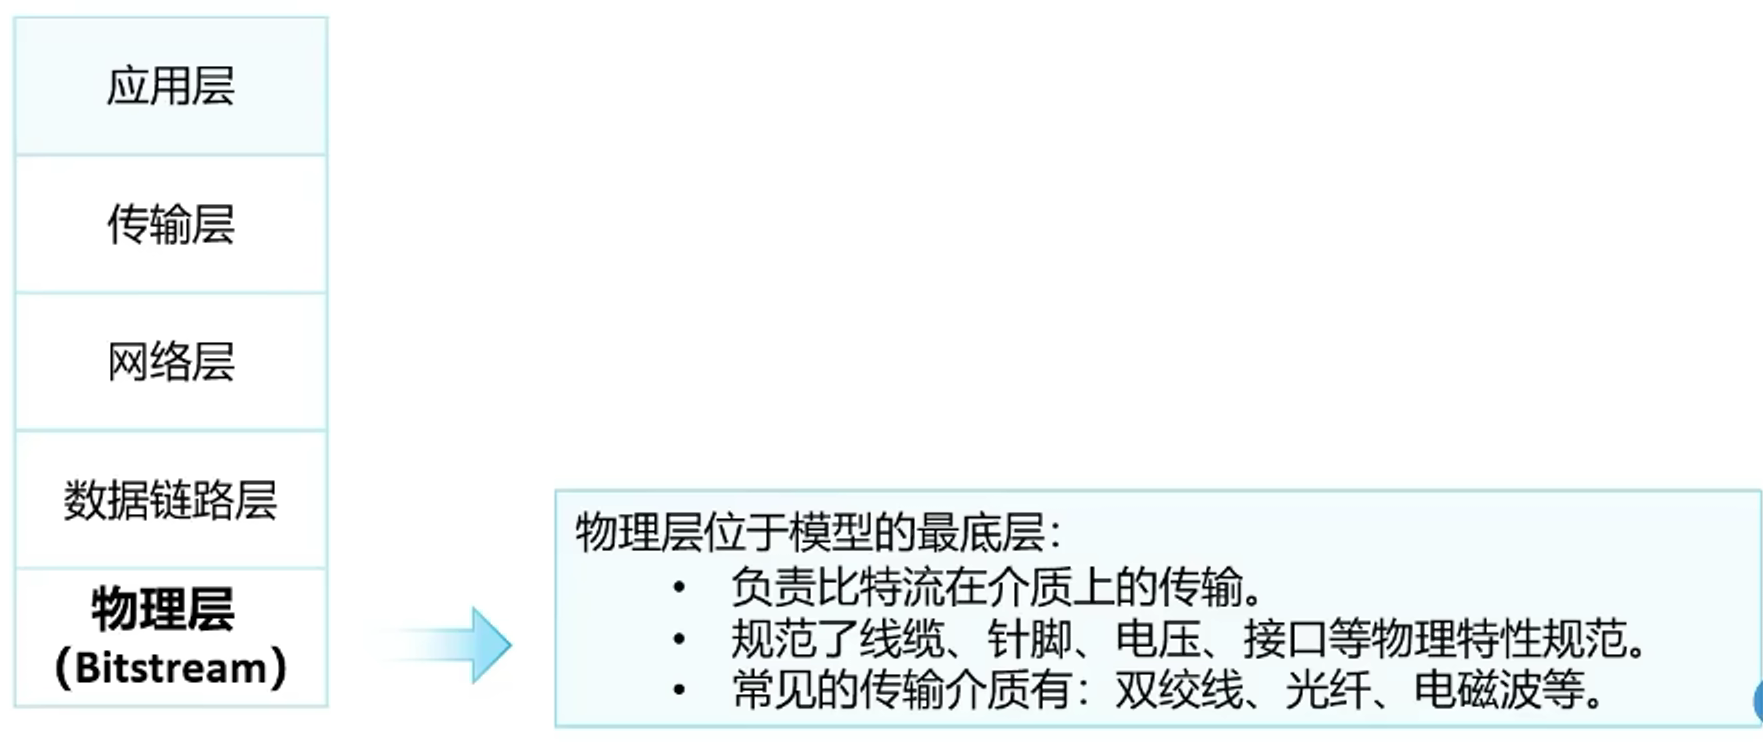 应用层
传输层
网络层
数据链路层
物理层
（Bitstream）
物理层位于模型的最底层：
• 负责比特流在介质上的传输。
• 规范了线缆、针脚、电压、接口等物理特性规范。
• 常见的传输介质有：双绞线、光纤、电磁波等。